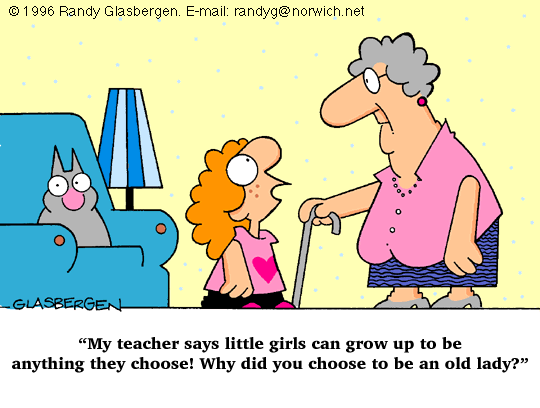 © 1996 Randy Glasbergen. E-mail: randyg@norwich.net
GLASBERGEN
“My teacher says little girls can grow up to be
anything they choose! Why did you choose to be an old lady?”